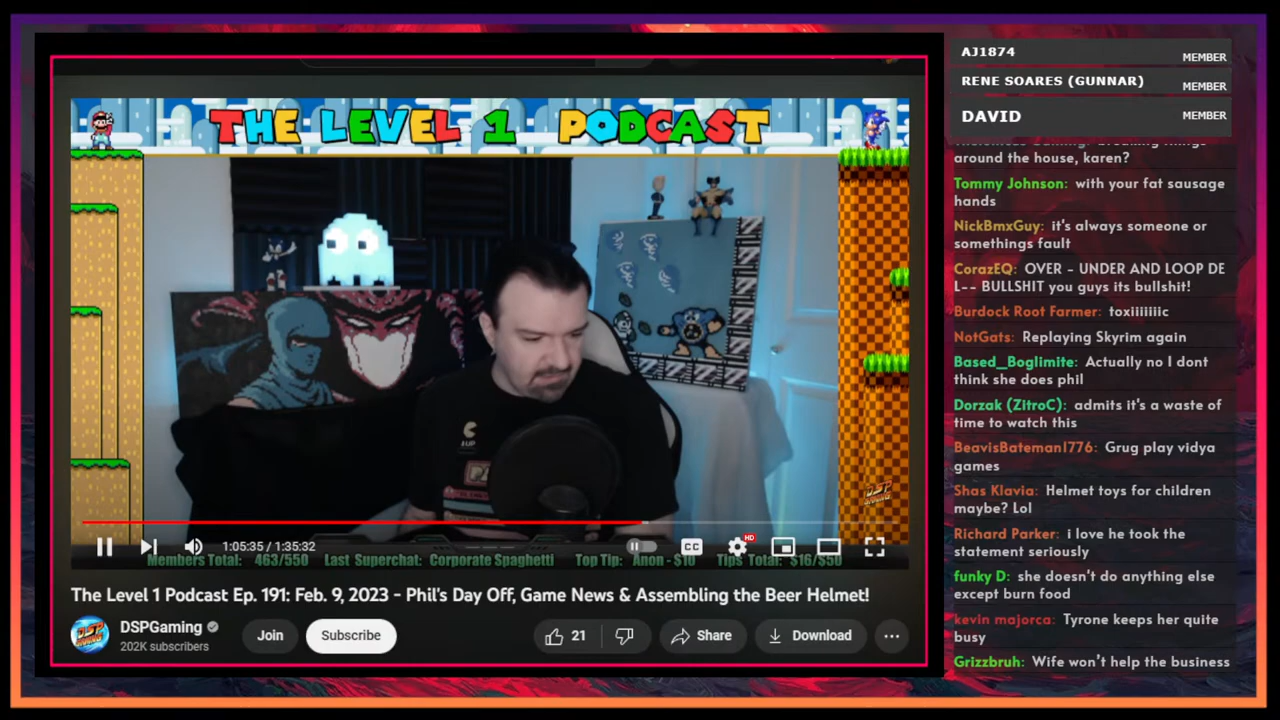 THE LEVEL 1 PODCAST
1UP
DSP
GAMING
1:05:35 / 1:35:32
CC
HD
Members Total: 463/550 Last Superchat: Corporate Spaghetti Top Tip: Anon - $10 Tips Total: $16/$50
The Level 1 Podcast Ep. 191: Feb. 9, 2023 - Phil's Day Off, Game News & Assembling the Beer Helmet!
DSPGaming
202K subscribers
Join
Subscribe
21
Share
Download
AJ1874 MEMBER
RENE SOARES (GUNNAR) MEMBER
DAVID MEMBER
around the house, karen?
Tommy Johnson: with your fat sausage
hands
NickBmxGuy: it's always someone or
somethings fault
CorazEQ: OVER - UNDER AND LOOP DE
L-- BULLSHIT you guys its bullshit!
Burdock Root Farmer: toxiiiiiiic
NotGats: Replaying Skyrim again
Based__Boglimite: Actually no I dont
think she does phil
Dorzak (ZitroC): admits it's a waste of
time to watch this
BeavisBateman1776: Grug play vidya
games
Shas Klavia: Helmet toys for children
maybe? Lol
Richard Parker: i love he took the
statement seriously
funky D: she doesn't do anything else
except burn food
kevin majorca: Tyrone keeps her quite
busy
Grizzbruh: Wife won't help the business